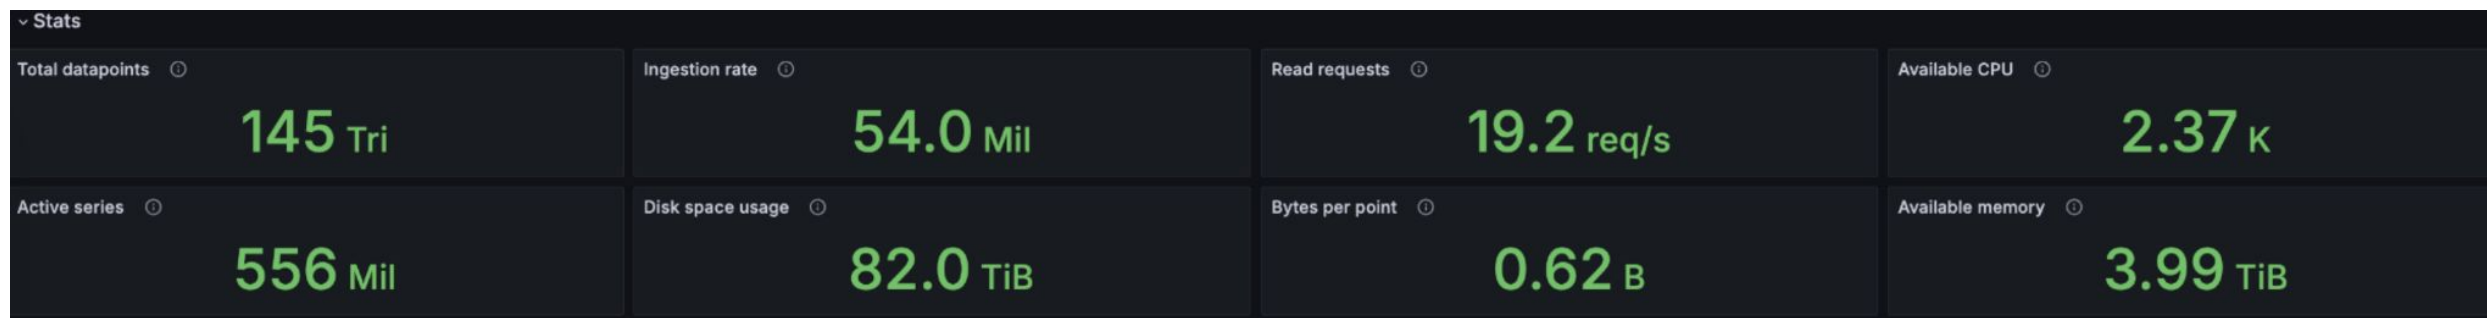 Stats
Total datapoints
145 Tri
Ingestion rate
54.0 Mil
Read requests
19.2 req/s
Available CPU
2.37 K
Active series
556 Mil
Disk space usage
82.0 TiB
Bytes per point
0.62 B
Available memory
3.99 TiB